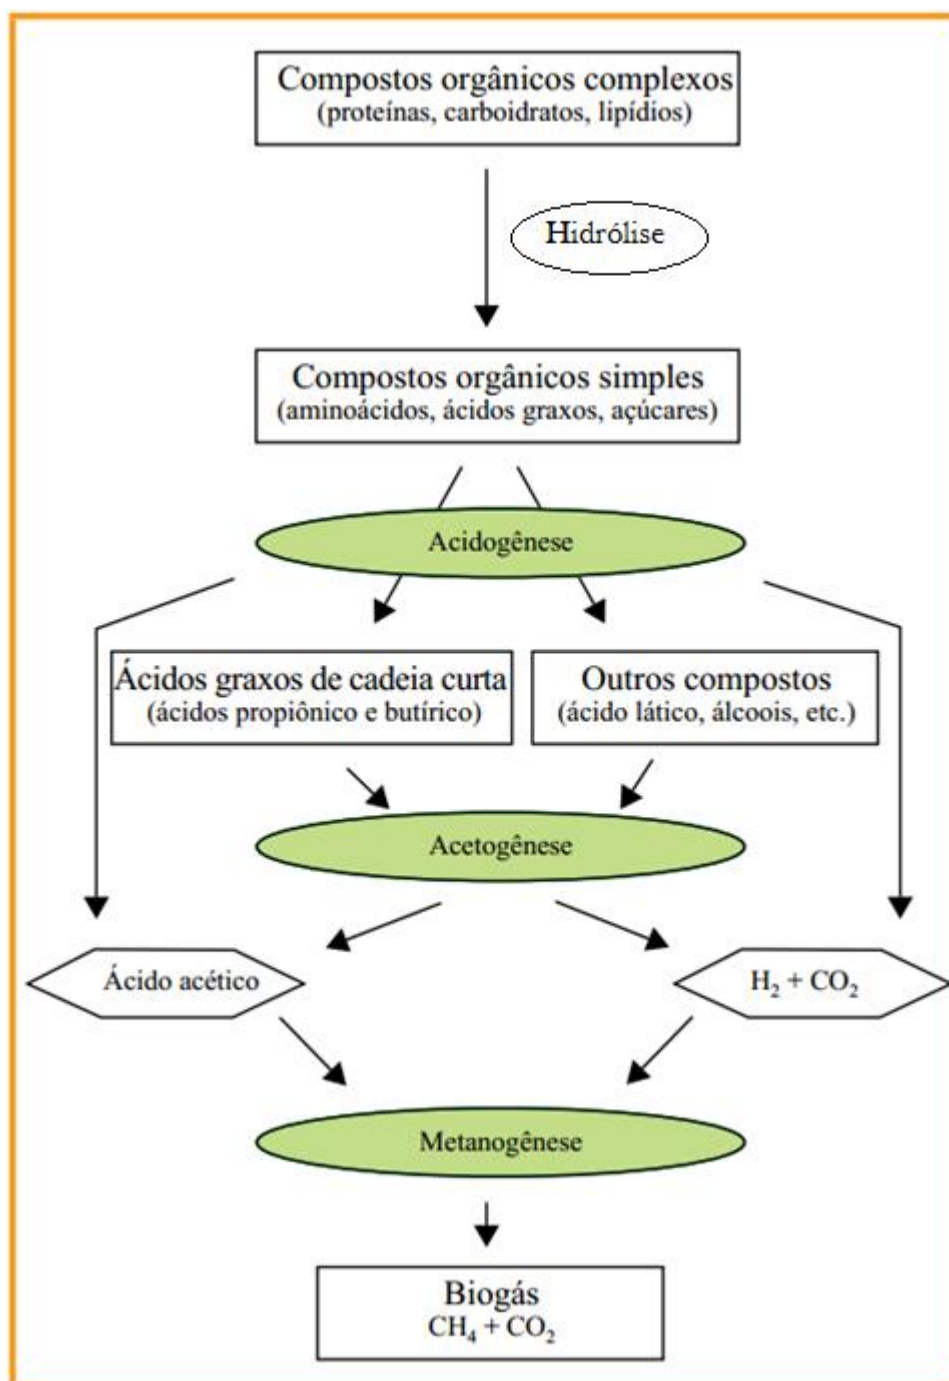 Compostos orgânicos complexos
(proteínas, carboidratos, lipídios)
Hidrólise
Compostos orgânicos simples
(aminoácidos, ácidos graxos, açúcares)
Acidogênese
Ácidos graxos de cadeia curta
(ácidos propiônico e butírico)
Outros compostos
(ácido lático, álcoois, etc.)
Acetogênese
Ácido acético
H₂ + CO₂
Metanogênese
Biogás
CH₄ + CO₂